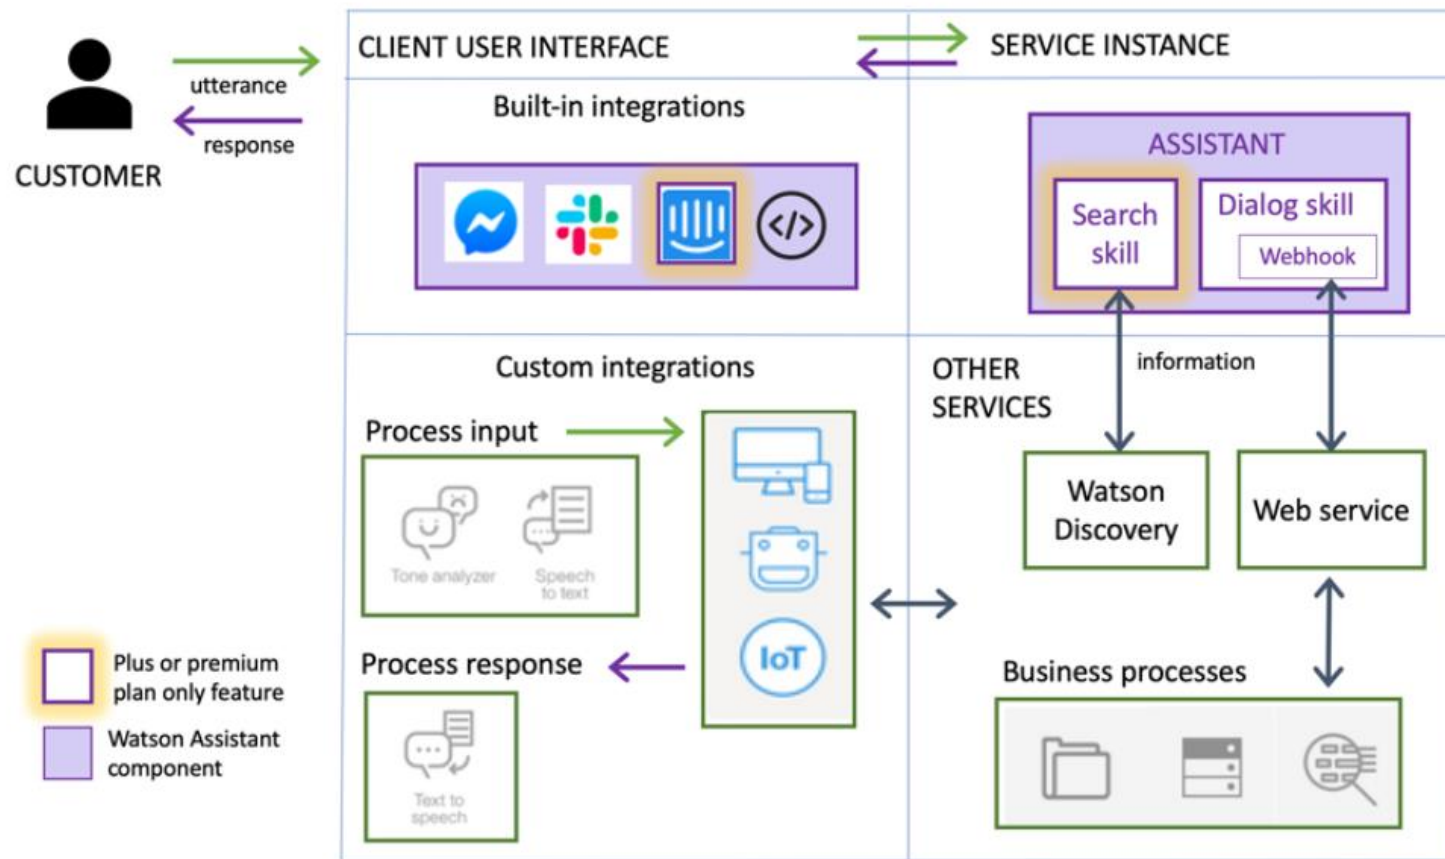 CLIENT USER INTERFACE
SERVICE INSTANCE
utterance
response
CUSTOMER
Built-in integrations
</>
ASSISTANT
Search
skill
Dialog skill
Webhook
Custom integrations
Process input
Tone analyzer
Speech
to text
IoT
Process response
Text to
speech
OTHER
SERVICES
information
Watson
Discovery
Web service
Business processes
Plus or premium
plan only feature
Watson Assistant
component